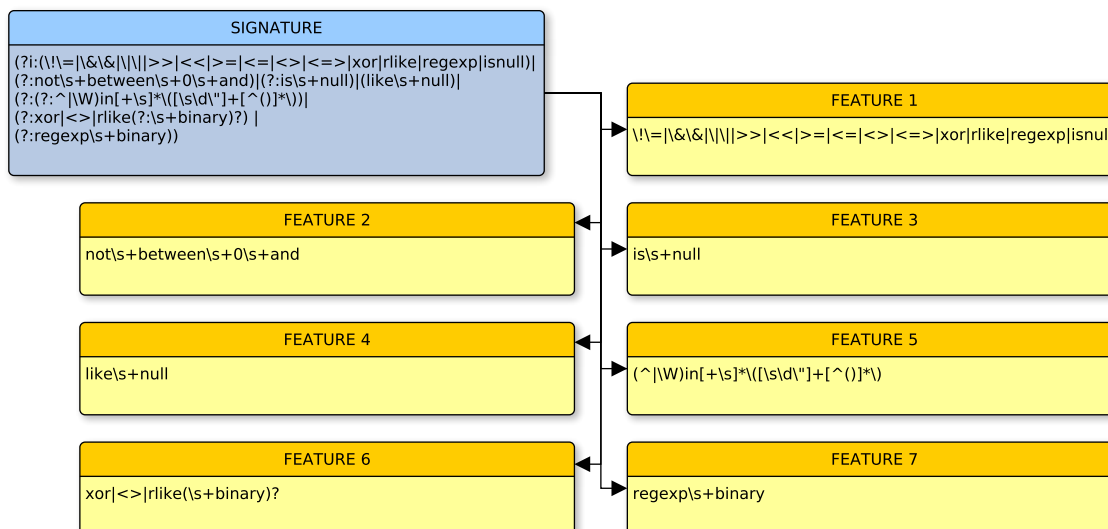 SIGNATURE
(?i:(\!\=|\&\&|\|\||>>|<<|>=|<=|<>|<=>|xor|rlike|regexp|isnull)|
(?:not\s+between\s+0\s+and)|(?:is\s+null)|(like\s+null)|
(?:(?:^|\W)in[+\s]*\([\s\d\"]+[^()]*\))|
(?:xor|<>|rlike(?:\s+binary)?) |
(?:regexp\s+binary))
FEATURE 1
\!\=|\&\&|\|\||>>|<<|>=|<=|<>|<=>|xor|rlike|regexp|isnul
FEATURE 2
not\s+between\s+0\s+and
FEATURE 3
is\s+null
FEATURE 4
like\s+null
FEATURE 5
(^|\W)in[+\s]*\([\s\d\"]+[^()]*\)
FEATURE 6
xor|<>|rlike(\s+binary)?
FEATURE 7
regexp\s+binary